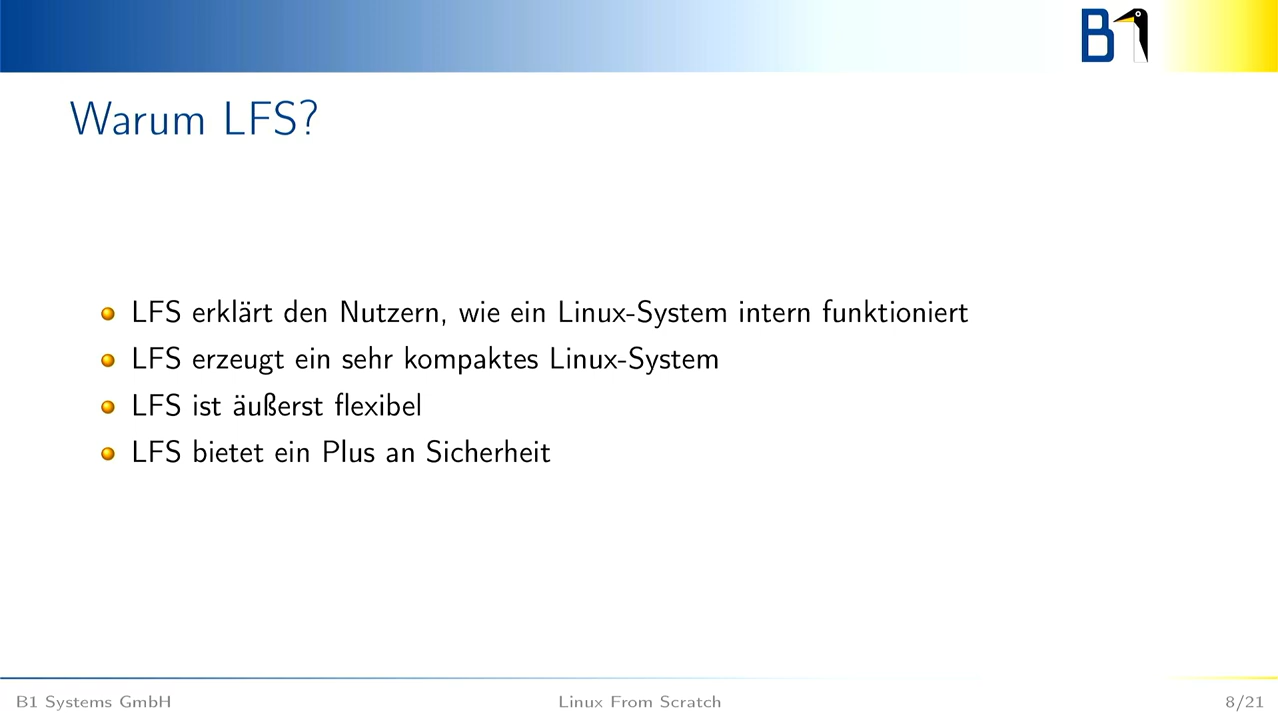 B1
Warum LFS?
LFS erklärt den Nutzern, wie ein Linux-System intern funktioniert
LFS erzeugt ein sehr kompaktes Linux-System
LFS ist äußerst flexibel
LFS bietet ein Plus an Sicherheit
B1 Systems GmbH
Linux From Scratch
8/21